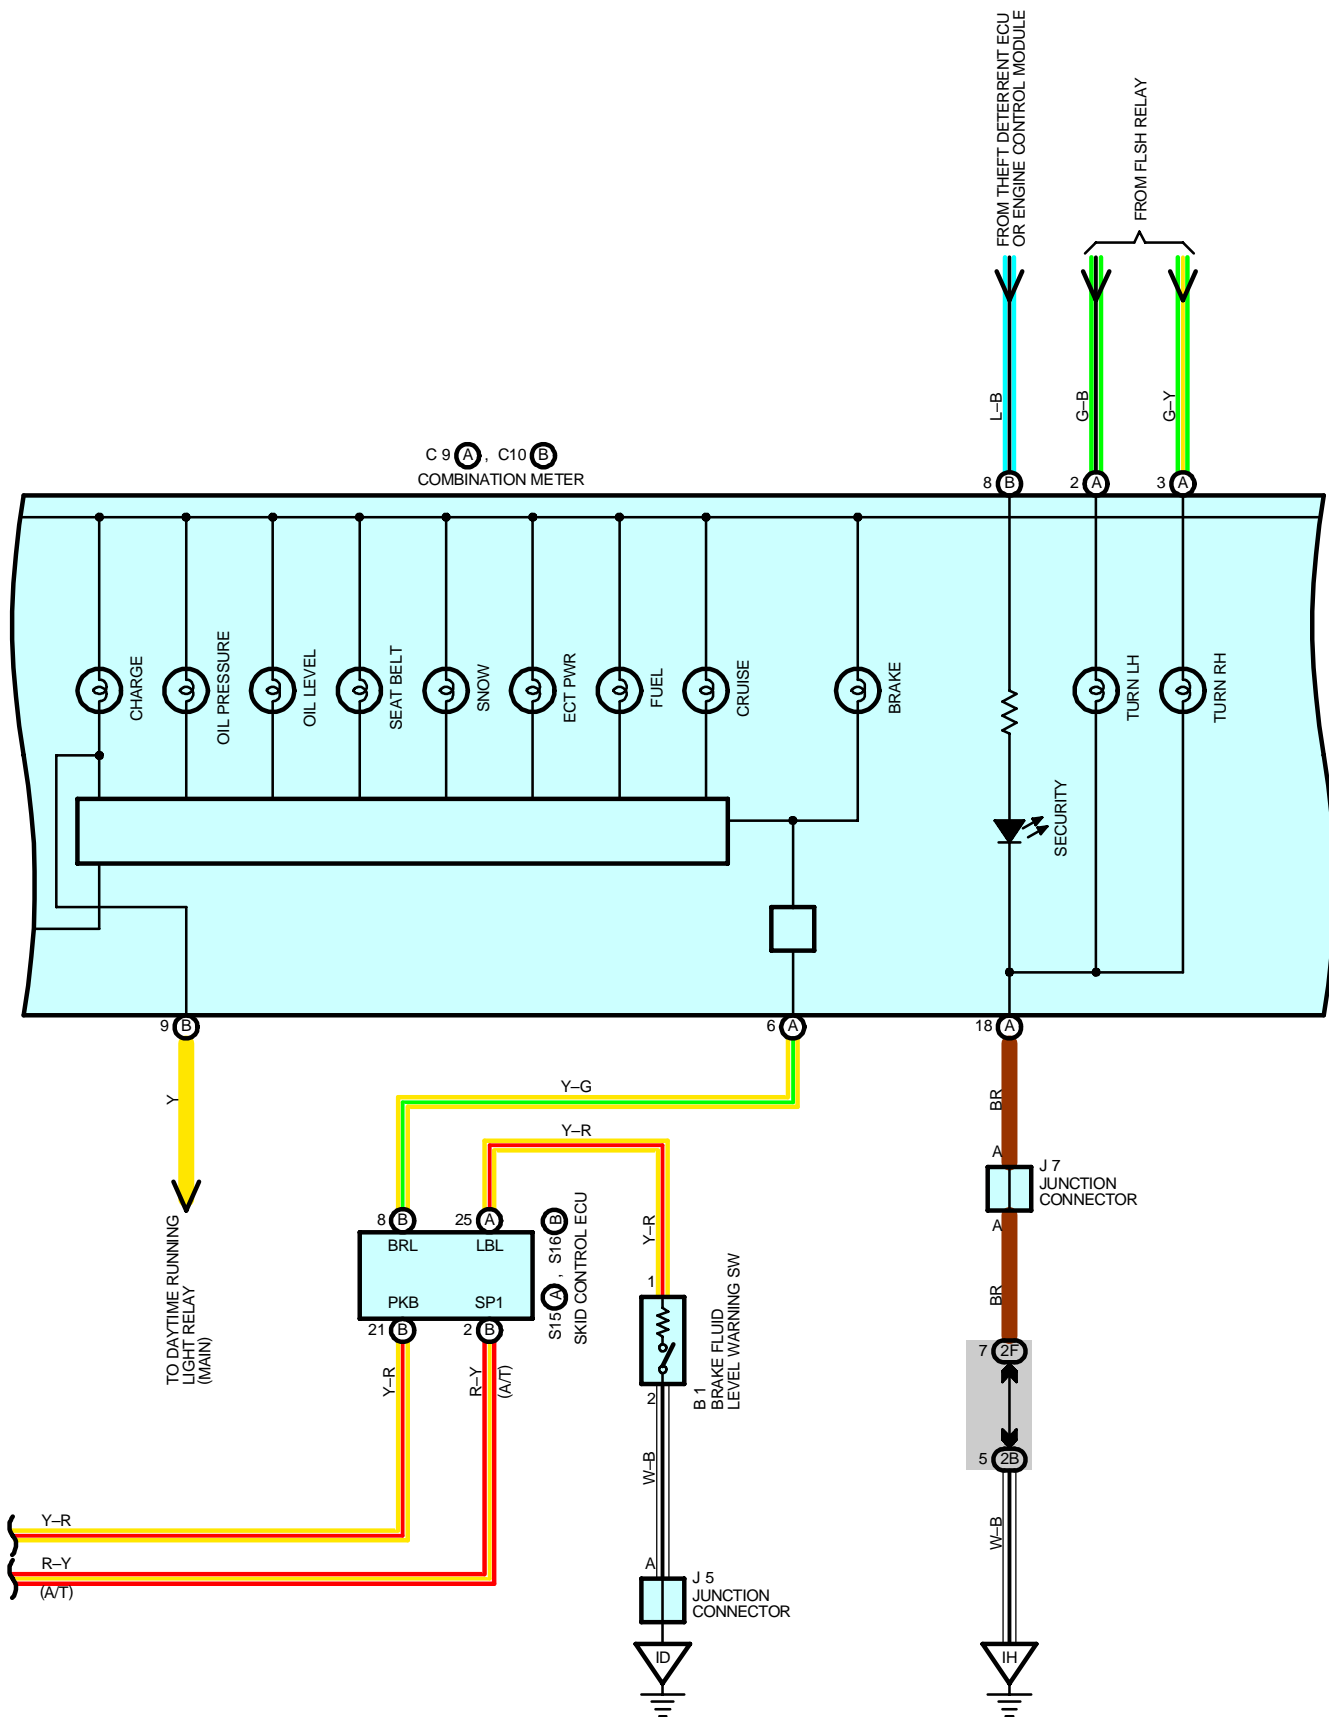 FROM THEFT DETERRENT ECU
OR ENGINE CONTROL MODULE
FROM FLSH RELAY
L–B
G–B
G–Y
C 9 A , C10 B
COMBINATION METER
8 B
2 A
3 A
CHARGE
OIL PRESSURE
OIL LEVEL
SEAT BELT
SNOW
ECT PWR
FUEL
CRUISE
BRAKE
TURN LH
TURN RH
SECURITY
9 B
6 A
18 A
Y
Y–G
Y–R
BR
A
J 7
JUNCTION
CONNECTOR
A
BR
TO DAYTIME RUNNING
LIGHT RELAY
(MAIN)
8 B
25 A
BRL
LBL
PKB
SP1
21 B
2 B
S15 A , S16 B
SKID CONTROL ECU
Y–R
1
B 1
BRAKE FLUID
LEVEL WARNING SW
2
Y–R
R–Y
(A/T)
7 2F
5 2B
W–B
W–B
Y–R
R–Y
(A/T)
A
J 5
JUNCTION
CONNECTOR
ID
IH